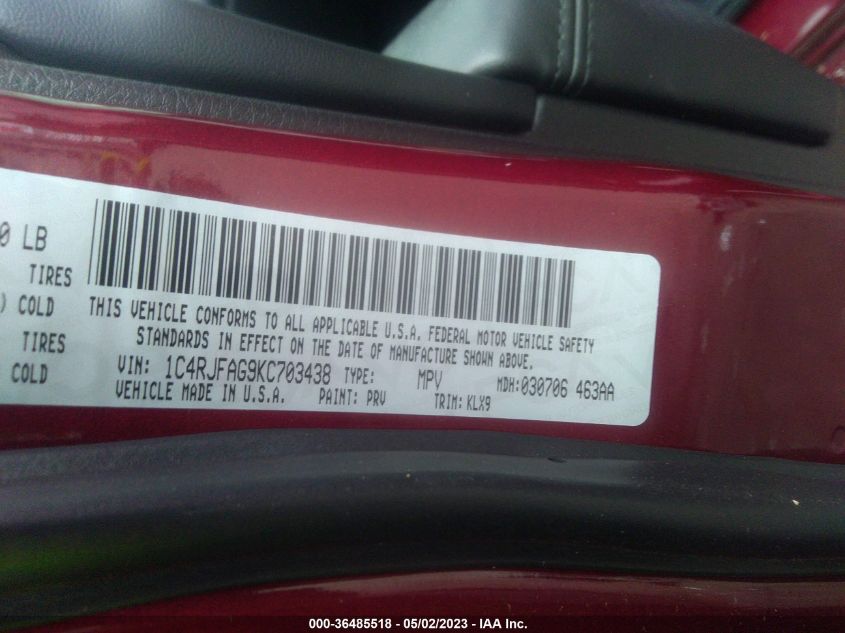 0 LB
TIRES
) COLD
TIRES
COLD
THIS VEHICLE CONFORMS TO ALL APPLICABLE U.S.A. FEDERAL MOTOR VEHICLE SAFETY
STANDARDS IN EFFECT ON THE DATE OF MANUFACTURE SHOWN ABOVE.
VIN: 1C4RJFAG9KC703438 TYPE: MPV MDH:030706 463AA
VEHICLE MADE IN U.S.A. PAINT: PRV TRIM: KLX9
000-36485518 - 05/02/2023 - IAA Inc.